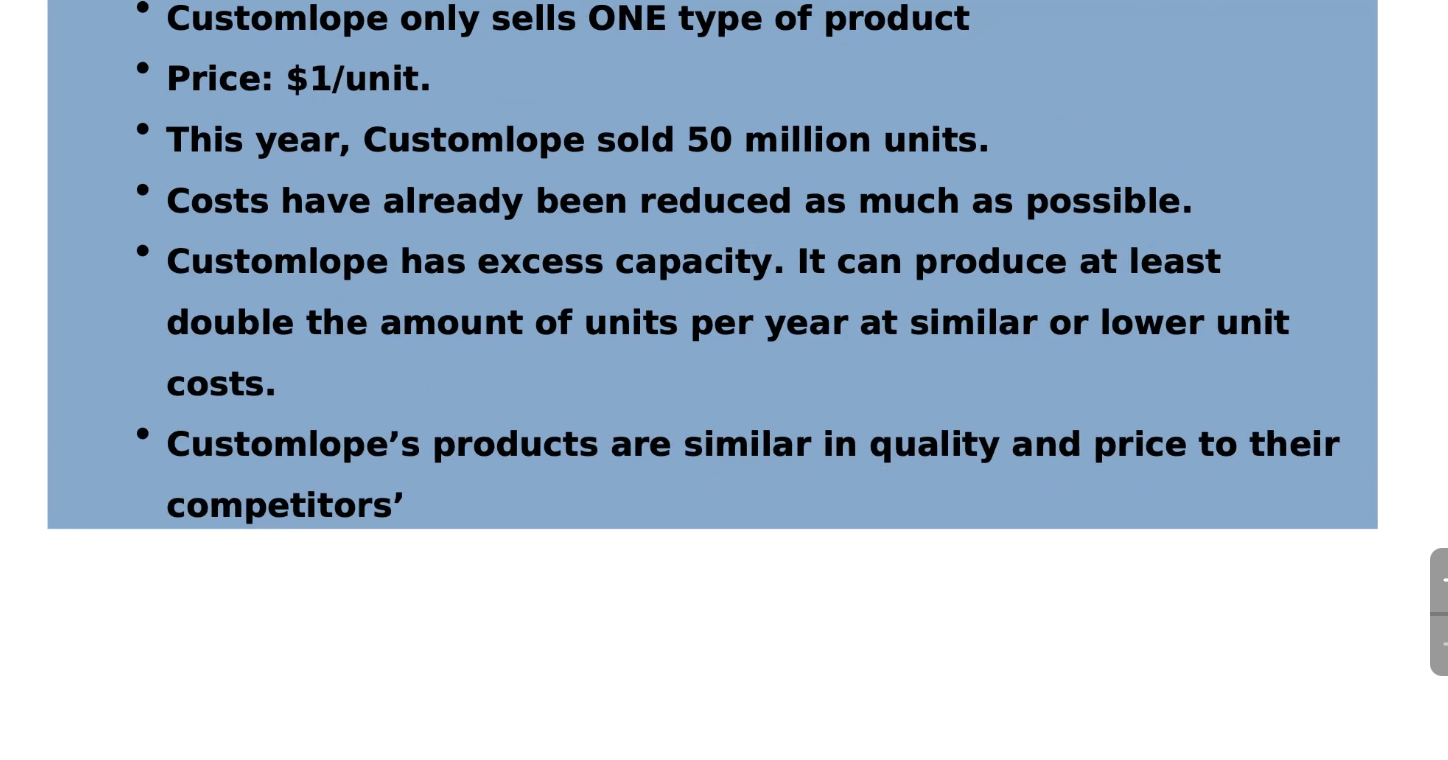 • Customlope only sells ONE type of product
• Price: $1/unit.
• This year, Customlope sold 50 million units.
• Costs have already been reduced as much as possible.
• Customlope has excess capacity. It can produce at least
double the amount of units per year at similar or lower unit
costs.
• Customlope’s products are similar in quality and price to their
competitors’